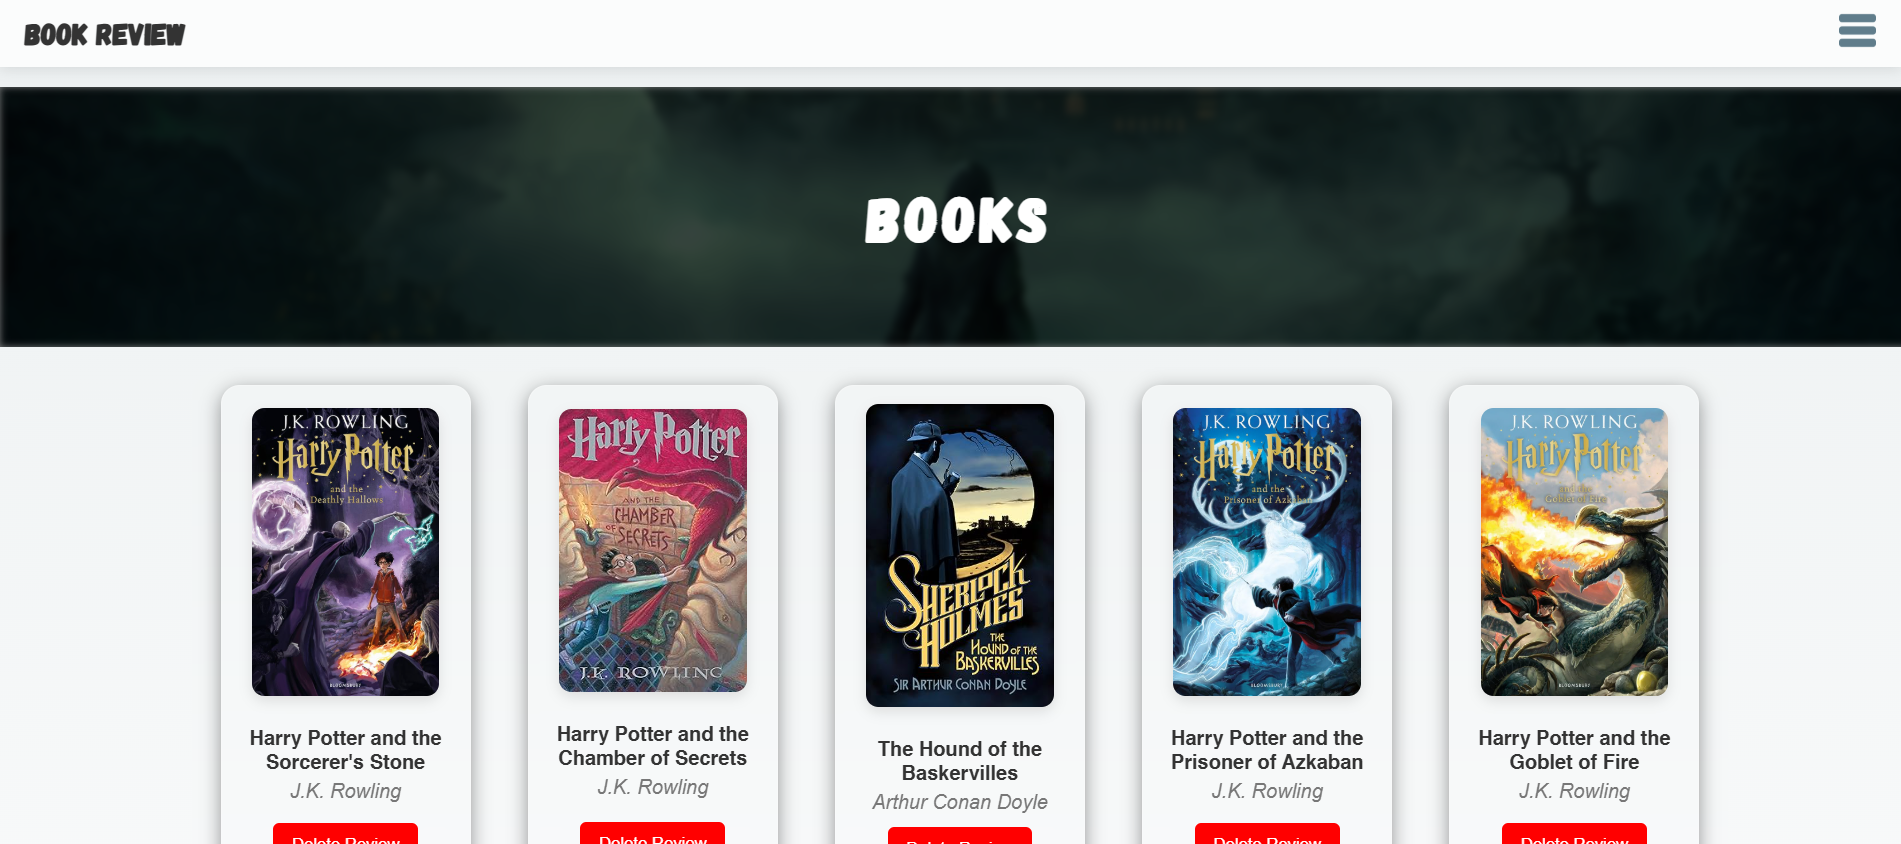 BOOK REVIEW
BOOKS
J.K. ROWLING
Harry Potter
and the
Deathly Hallows
BLOOMSBURY
Harry Potter and the
Sorcerer's Stone
J.K. Rowling
Delete Review
Harry Potter
AND THE
CHAMBER
OF
SECRETS
J.K. ROWLING
Harry Potter and the
Chamber of Secrets
J.K. Rowling
Delete Review
SHERLOCK
HOLMES
THE
HOUND OF THE
BASKERVILLES
SIR ARTHUR CONAN DOYLE
The Hound of the
Baskervilles
Arthur Conan Doyle
Delete Review
J.K. ROWLING
Harry Potter
and the
Prisoner of Azkaban
BLOOMSBURY
Harry Potter and the
Prisoner of Azkaban
J.K. Rowling
Delete Review
J.K. ROWLING
Harry Potter
and the
Goblet of Fire
BLOOMSBURY
Harry Potter and the
Goblet of Fire
J.K. Rowling
Delete Review